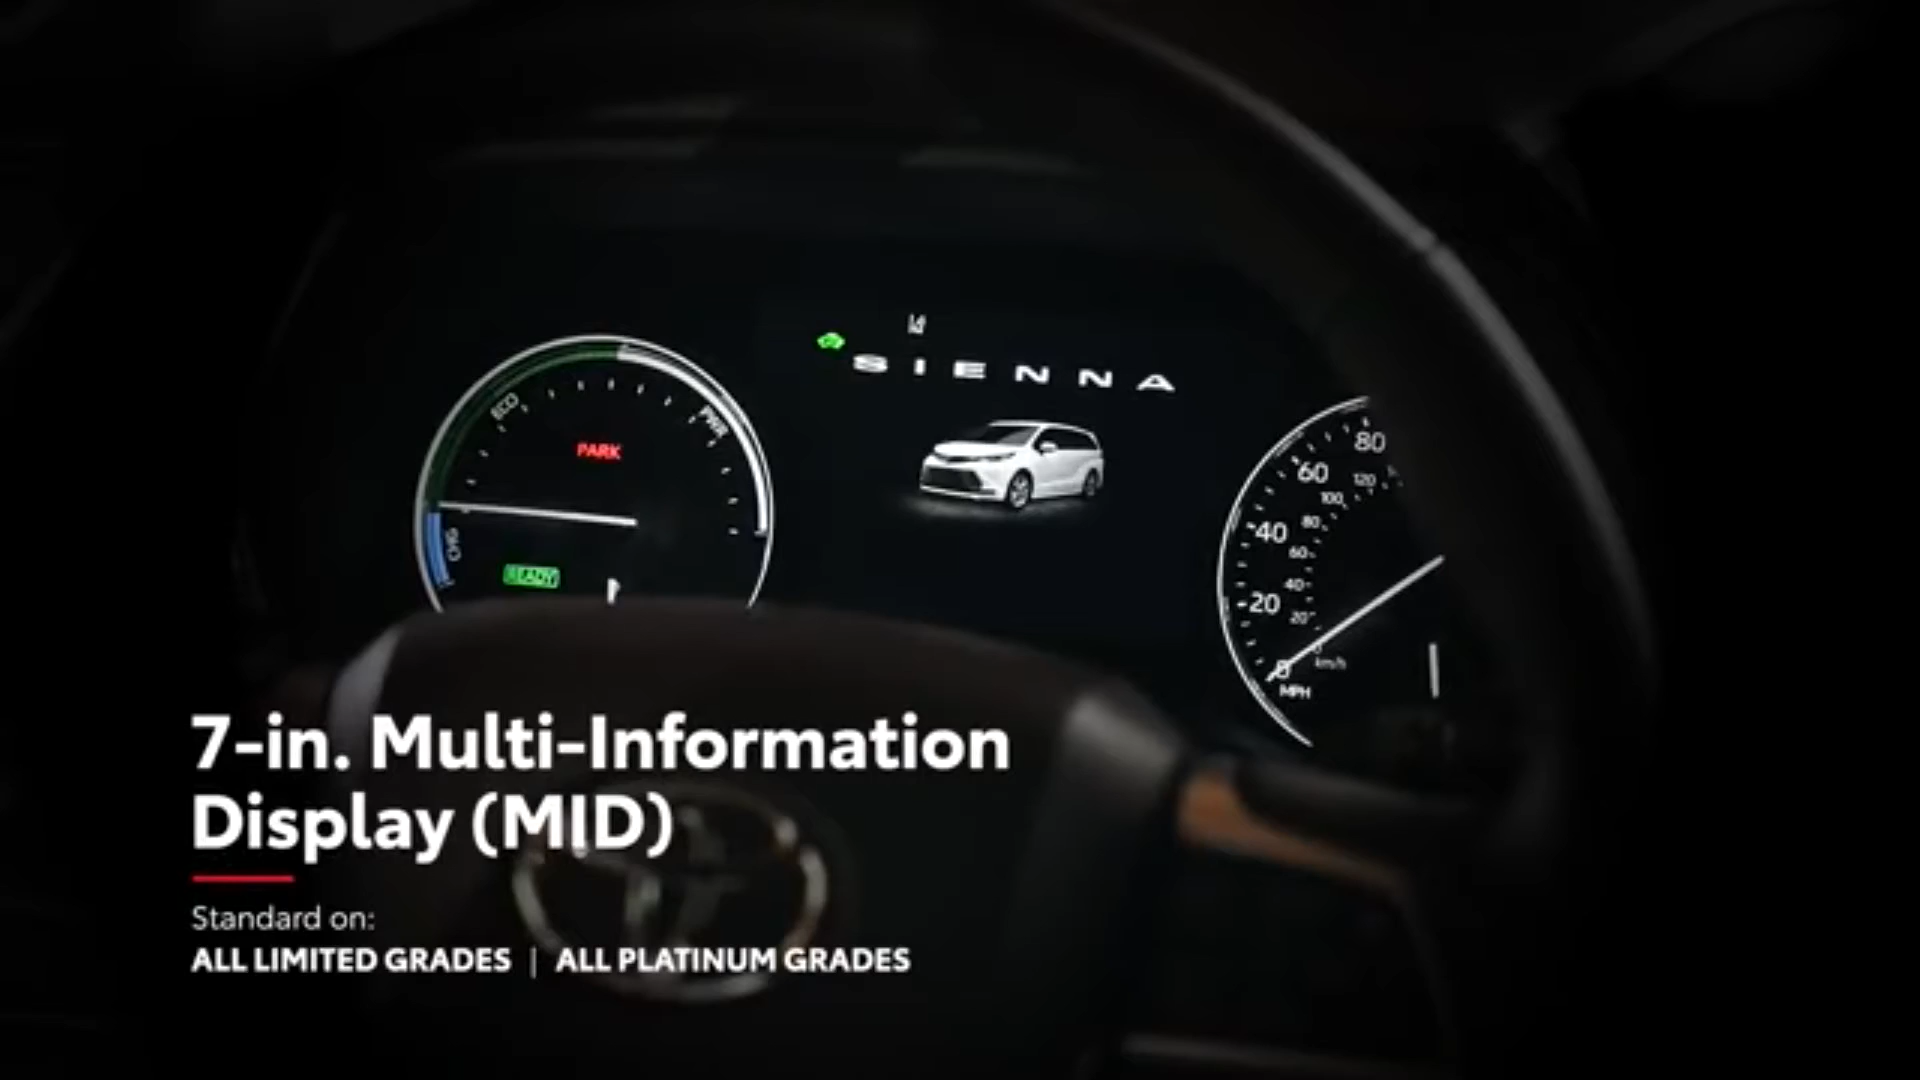 SIENNA
ECO
PWR
PARK
CHG
READY
80
60
120
100
40
80
60
40
20
20
0
km/h
MPH
7-in. Multi-Information
Display (MID)
Standard on:
ALL LIMITED GRADES | ALL PLATINUM GRADES